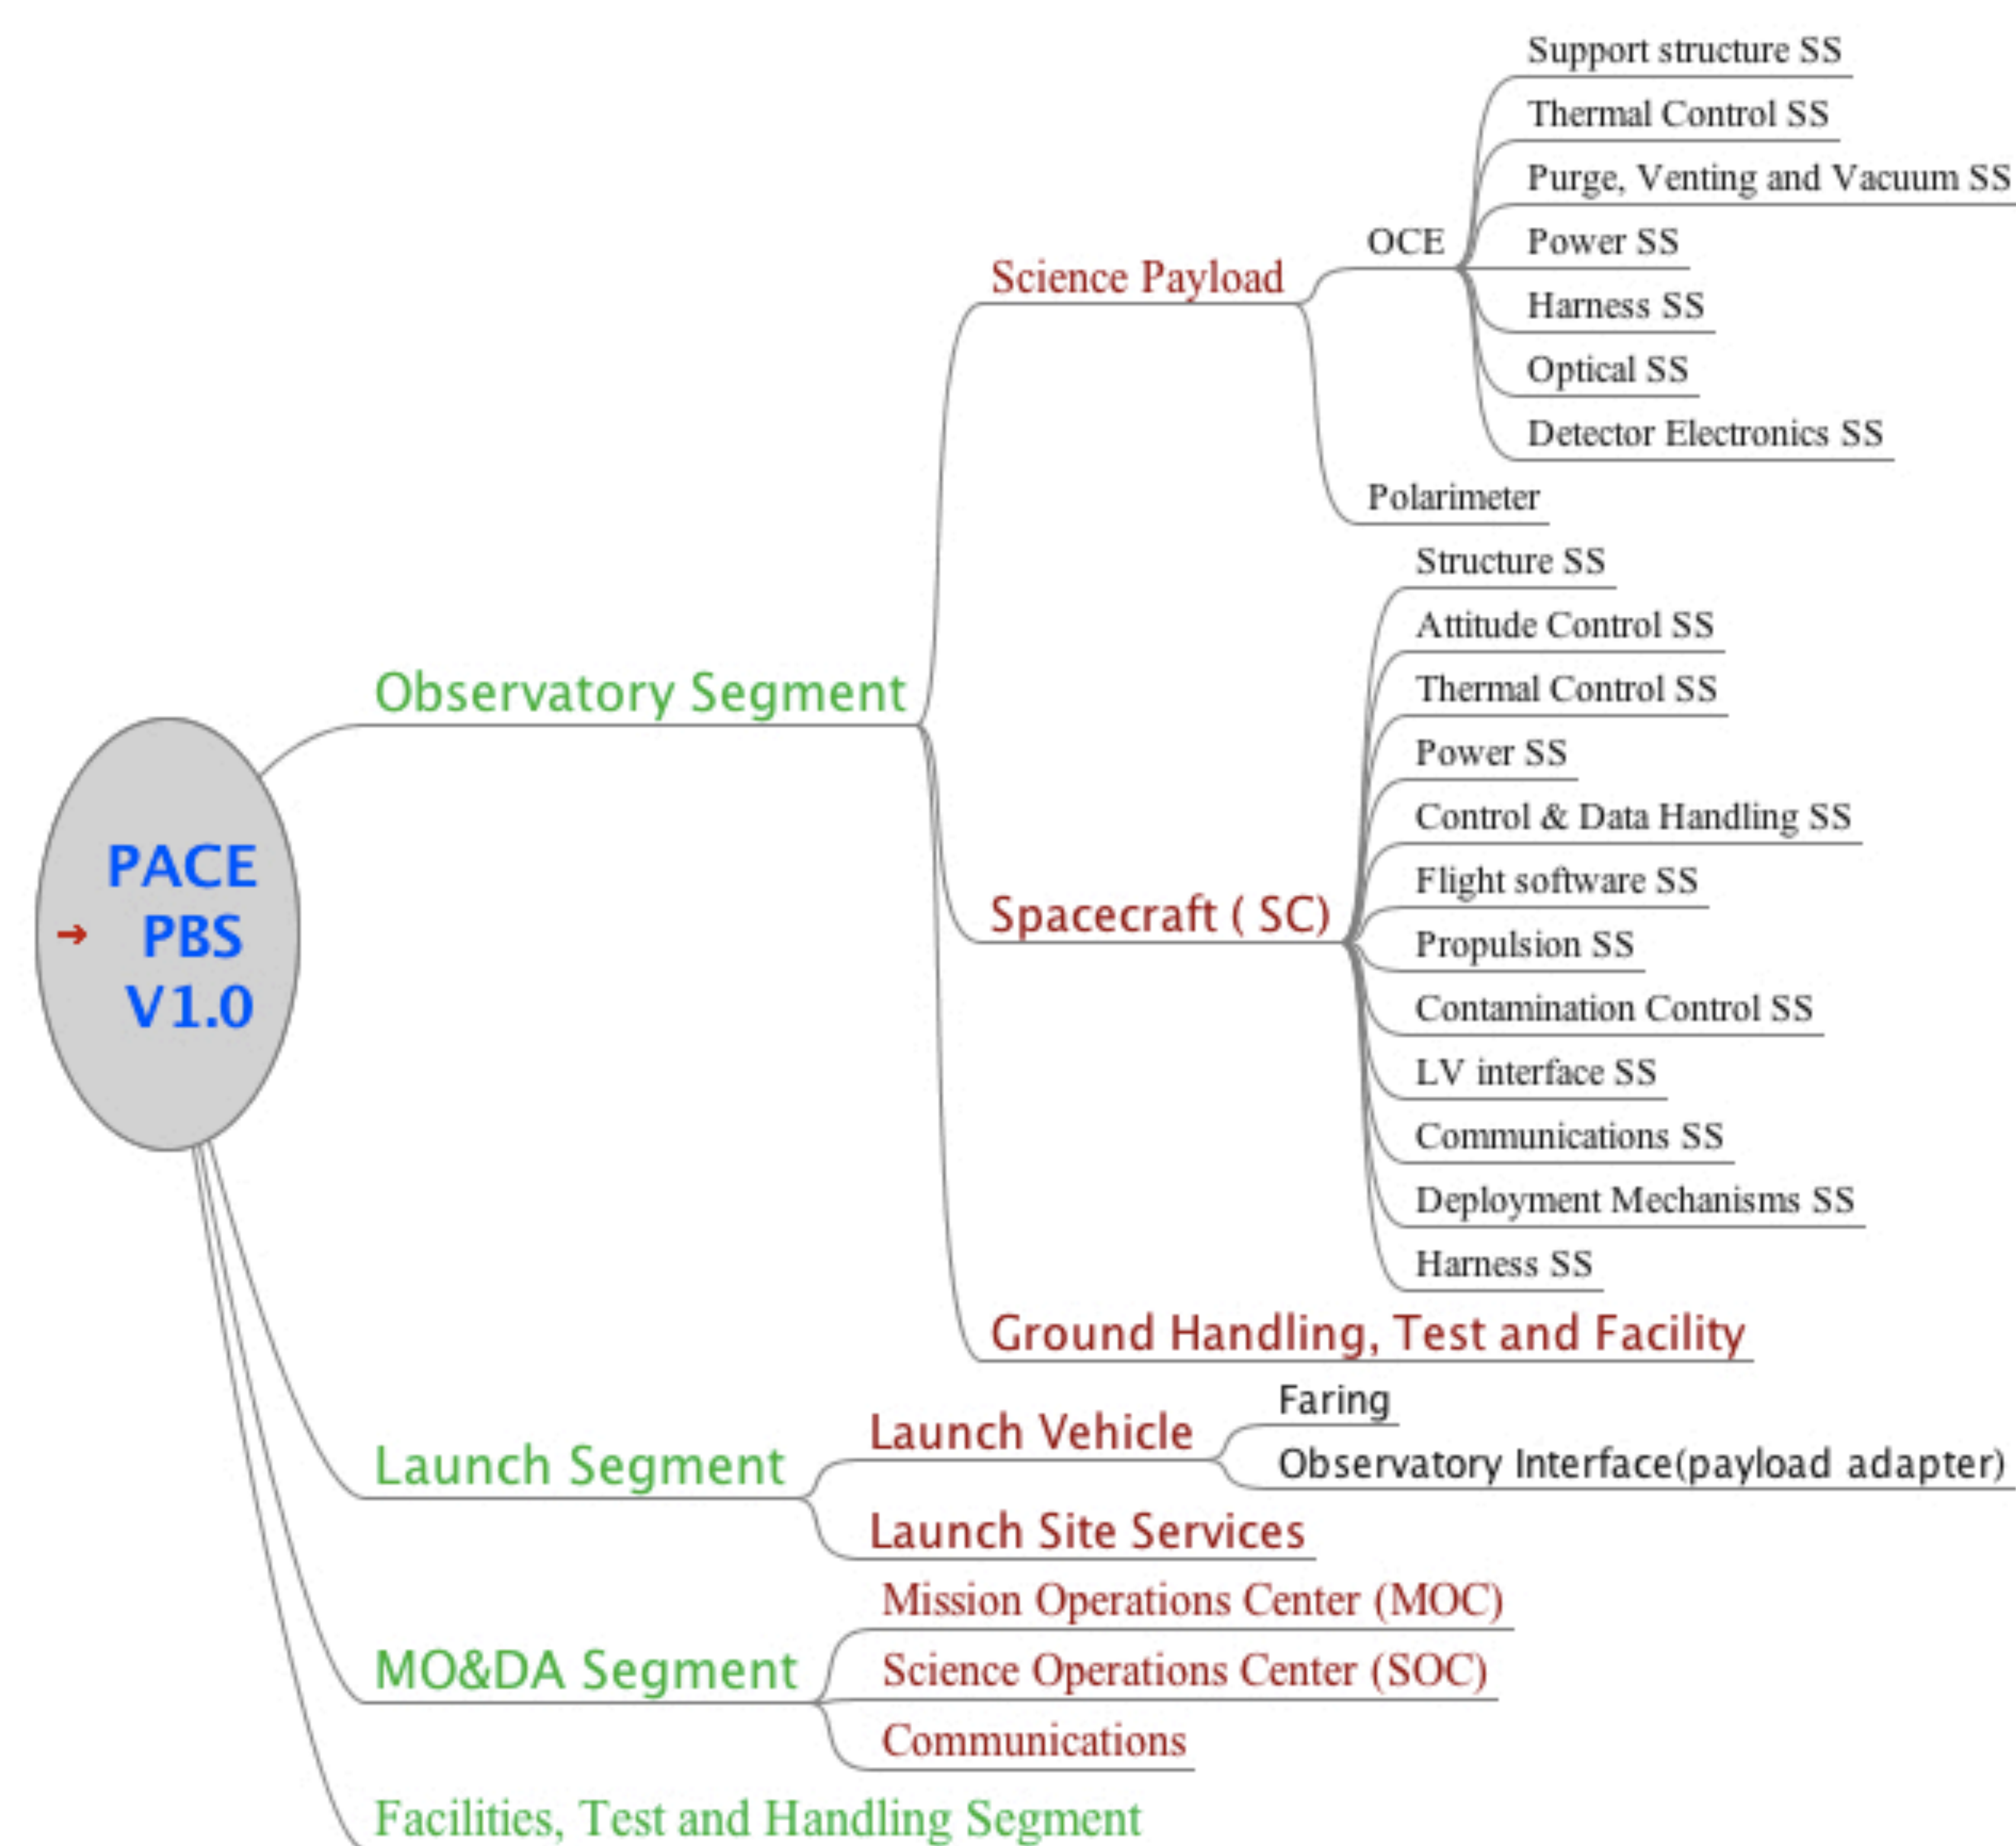 Support structure SS
Thermal Control SS
Purge, Venting and Vacuum SS
OCE
Power SS
Science Payload
Harness SS
Optical SS
Detector Electronics SS
Polarimeter
Structure SS
Attitude Control SS
Observatory Segment
Thermal Control SS
Power SS
Control & Data Handling SS
PACE
PBS
V1.0
Flight software SS
Spacecraft ( SC)
Propulsion SS
Contamination Control SS
LV interface SS
Communications SS
Deployment Mechanisms SS
Harness SS
Ground Handling, Test and Facility
Faring
Launch Vehicle
Observatory Interface(payload adapter)
Launch Segment
Launch Site Services
Mission Operations Center (MOC)
MO&DA Segment
Science Operations Center (SOC)
Communications
Facilities, Test and Handling Segment